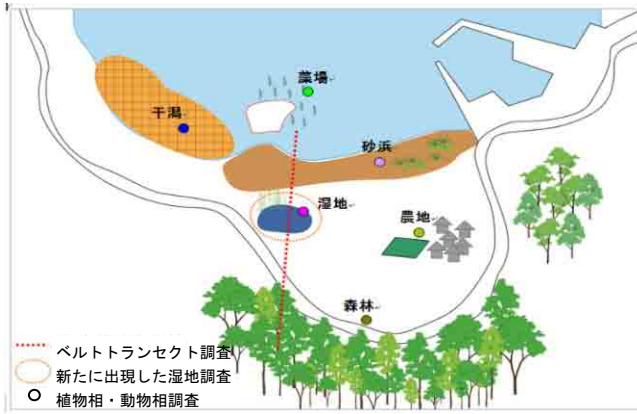 藻場
干潟
砂浜
湿地
農地
森林
ベルトトランセクト調査
新たに出現した湿地調査
植物相・動物相調査